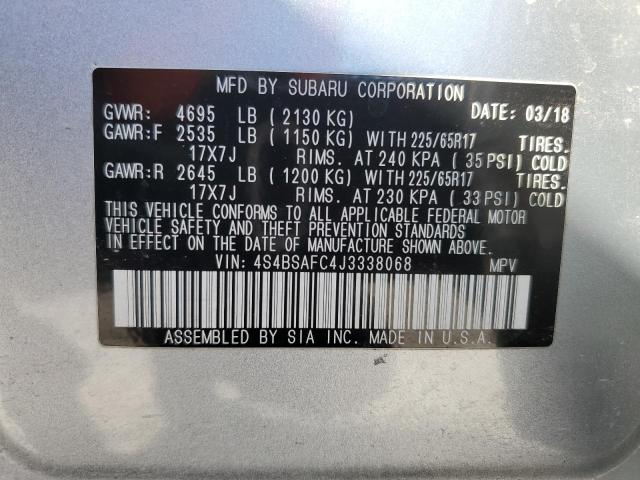 MFD BY SUBARU CORPORATION
GVWR: 4695 LB (2130 KG) DATE: 03/18
GAWR:F 2535 LB (1150 KG) WITH 225/65R17 TIRES.
17X7J RIMS. AT 240 KPA (35 PSI) COLD
GAWR:R 2645 LB (1200 KG) WITH 225/65R17 TIRES.
17X7J RIMS. AT 230 KPA (33 PSI) COLD
THIS VEHICLE CONFORMS TO ALL APPLICABLE FEDERAL MOTOR
VEHICLE SAFETY AND THEFT PREVENTION STANDARDS
IN EFFECT ON THE DATE OF MANUFACTURE SHOWN ABOVE.
VIN: 4S4BSAFC4J3338068 MPV
ASSEMBLED BY SIA INC. MADE IN U.S.A.